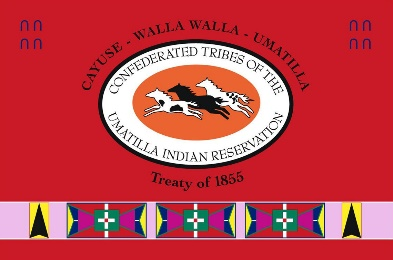 CAYUSE - WALLA WALLA - UMATILLA
CONFEDERATED TRIBES OF THE
UMATILLA INDIAN RESERVATION
Treaty of 1855